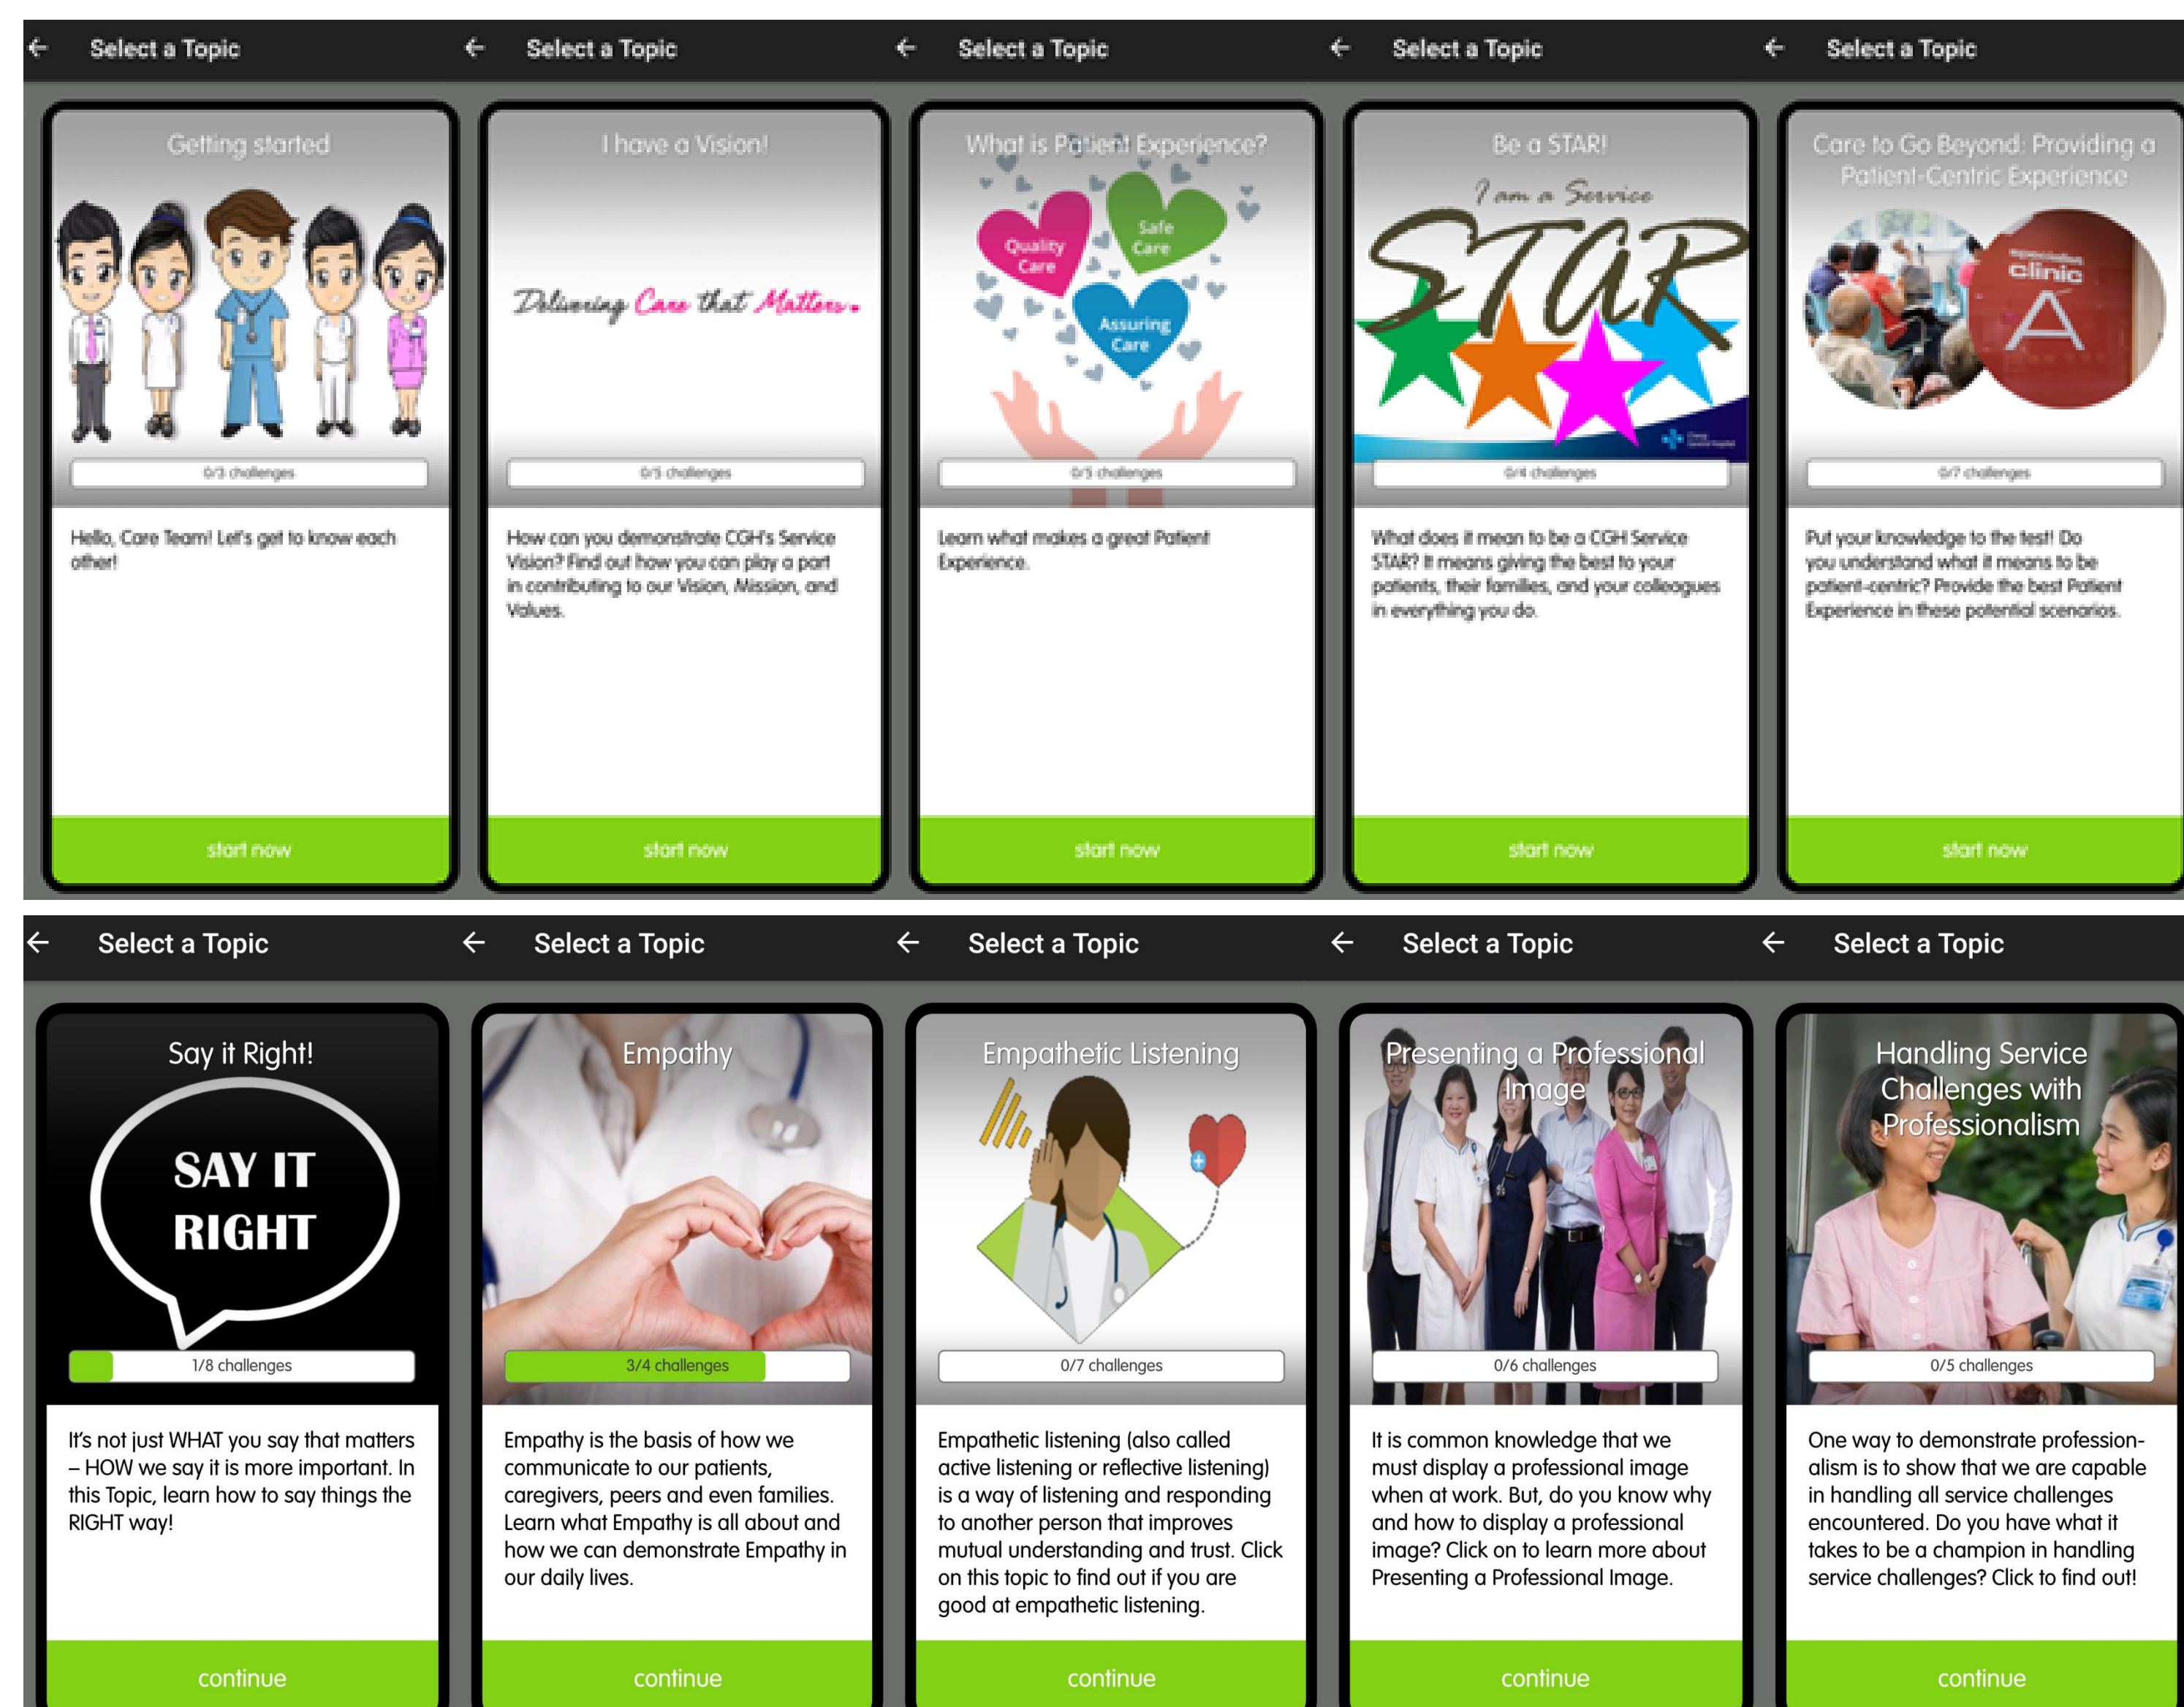 Select a Topic
Getting started
0/3 challenges
Hello, Care Team! Let's get to know each
other!
start now
Select a Topic
I have a Vision!
Delivering Care that Matters.
0/5 challenges
How can you demonstrate CGH's Service
Vision? Find out how you can play a part
in contributing to our Vision, Mission, and
Values.
start now
Select a Topic
What is Patient Experience?
Quality
Care
Safe
Care
Assuring
Care
0/5 challenges
Learn what makes a great Patient
Experience.
start now
Select a Topic
Be a STAR!
I am a Service
STAR
0/4 challenges
What does it mean to be a CGH Service
STAR? It means giving the best to your
patients, their families, and your colleagues
in everything you do.
start now
Select a Topic
Care to Go Beyond: Providing a
Patient-Centric Experience
specialist
clinic
A
0/7 challenges
Put your knowledge to the test! Do
you understand what it means to be
patient-centric? Provide the best Patient
Experience in these potential scenarios.
start now
Select a Topic
Say it Right!
SAY IT
RIGHT
1/8 challenges
It's not just WHAT you say that matters
– HOW we say it is more important. In
this Topic, learn how to say things the
RIGHT way!
continue
Select a Topic
Empathy
3/4 challenges
Empathy is the basis of how we
communicate to our patients,
caregivers, peers and even families.
Learn what Empathy is all about and
how we can demonstrate Empathy in
our daily lives.
continue
Select a Topic
Empathetic Listening
0/7 challenges
Empathetic listening (also called
active listening or reflective listening)
is a way of listening and responding
to another person that improves
mutual understanding and trust. Click
on this topic to find out if you are
good at empathetic listening.
continue
Select a Topic
Presenting a Professional
Image
0/6 challenges
It is common knowledge that we
must display a professional image
when at work. But, do you know why
and how to display a professional
image? Click on to learn more about
Presenting a Professional Image.
continue
Select a Topic
Handling Service
Challenges with
Professionalism
0/5 challenges
One way to demonstrate profession-
alism is to show that we are capable
in handling all service challenges
encountered. Do you have what it
takes to be a champion in handling
service challenges? Click to find out!
continue